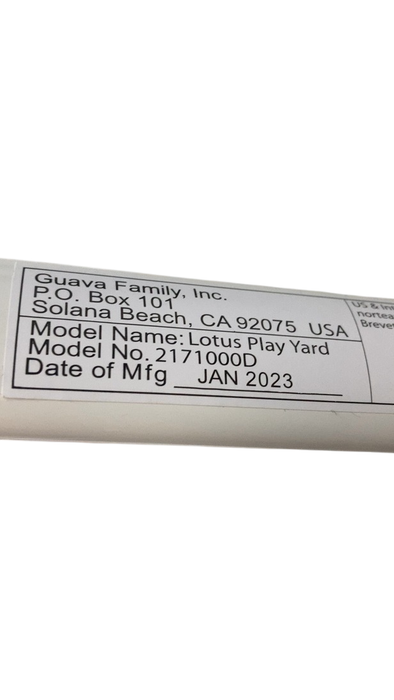 Guava Family, Inc.
P.O. Box 101
Solana Beach, CA 92075 USA
Model Name: Lotus Play Yard
Model No. 2171000D
Date of Mfg JAN 2023
US &